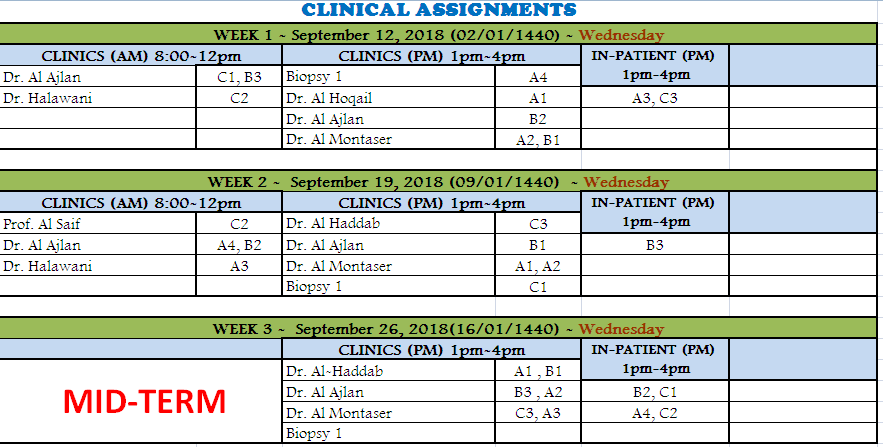 CLINICAL ASSIGNMENTS
WEEK 1 ~ September 12, 2018 (02/01/1440) ~ Wednesday
CLINICS (AM) 8:00~12pm CLINICS (PM) 1pm~4pm IN-PATIENT (PM)
1pm-4pm
Dr. Al Ajlan C1, B3 Biopsy 1 A4
Dr. Halawani C2 Dr. Al Hoqail A1 A3, C3
Dr. Al Ajlan B2
Dr. Al Montaser A2, B1
WEEK 2 ~ September 19, 2018 (09/01/1440) ~ Wednesday
CLINICS (AM) 8:00~12pm CLINICS (PM) 1pm~4pm IN-PATIENT (PM)
1pm-4pm
Prof. Al Saif C2 Dr. Al Haddab C3
Dr. Al Ajlan A4, B2 Dr. Al Ajlan B1 B3
Dr. Halawani A3 Dr. Al Montaser A1, A2
Biopsy 1 C1
WEEK 3 ~ September 26, 2018(16/01/1440) ~ Wednesday
CLINICS (PM) 1pm~4pm IN-PATIENT (PM)
1pm-4pm
MID-TERM
Dr. Al~Haddab A1 , B1
Dr. Al Ajlan B3 , A2 B2, C1
Dr. Al Montaser C3, A3 A4, C2
Biopsy 1